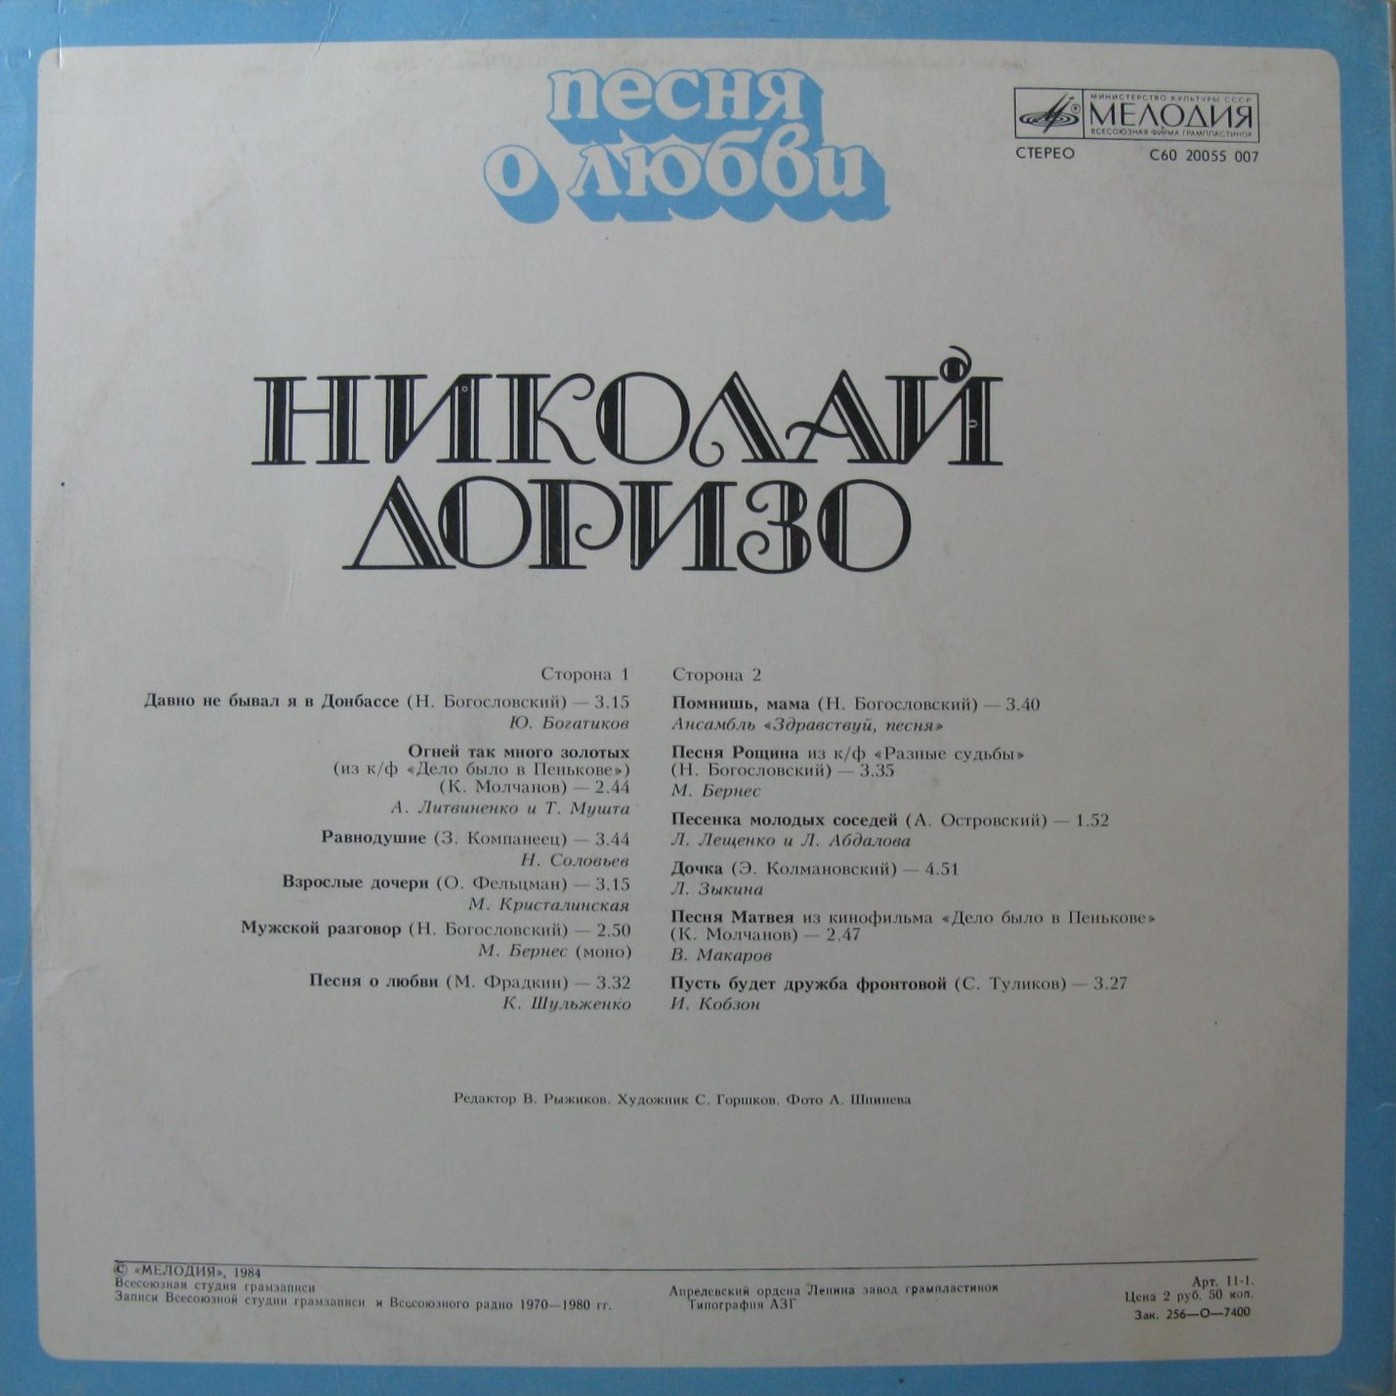 песня
о любви
МИНИСТЕРСТВО КУЛЬТУРЫ СССР
МЕЛОДИЯ
ВСЕСОЮЗНАЯ ФИРМА ГРАМПЛАСТИНОК
СТЕРЕО С60 20055 007
НИКОЛАЙ
ДОРИЗО
Сторона 1
Давно не бывал я в Донбассе (Н. Богословский) — 3.15
Ю. Богатиков
Огней так много золотых
(из к/ф «Дело было в Пенькове»)
(К. Молчанов) — 2.44
А. Литвиненко и Т. Мушта
Равнодушие (З. Компанеец) — 3.44
Н. Соловьев
Взрослые дочери (О. Фельцман) — 3.15
М. Кристалинская
Мужской разговор (Н. Богословский) — 2.50
М. Бернес (моно)
Песня о любви (М. Фрадкин) — 3.32
К. Шульженко
Сторона 2
Помнишь, мама (Н. Богословский) — 3.40
Ансамбль «Здравствуй, песня»
Песня Рощина из к/ф «Разные судьбы»
(Н. Богословский) — 3.35
М. Бернес
Песенка молодых соседей (А. Островский) — 1.52
Л. Лещенко и Л. Абдалова
Дочка (Э. Колмановский) — 4.51
Л. Зыкина
Песня Матвея из кинофильма «Дело было в Пенькове»
(К. Молчанов) — 2.47
В. Макаров
Пусть будет дружба фронтовой (С. Туликов) — 3.27
И. Кобзон
Редактор В. Рыжиков. Художник С. Горшков. Фото А. Шпинева
© «МЕЛОДИЯ», 1984
Всесоюзная студия грамзаписи
Записи Всесоюзной студии грамзаписи и Всесоюзного радио 1970—1980 гг.
Апрелевский ордена Ленина завод грампластинок
Типография АЗГ
Арт. 11-1.
Цена 2 руб. 50 коп.
Зак. 256—О—7400